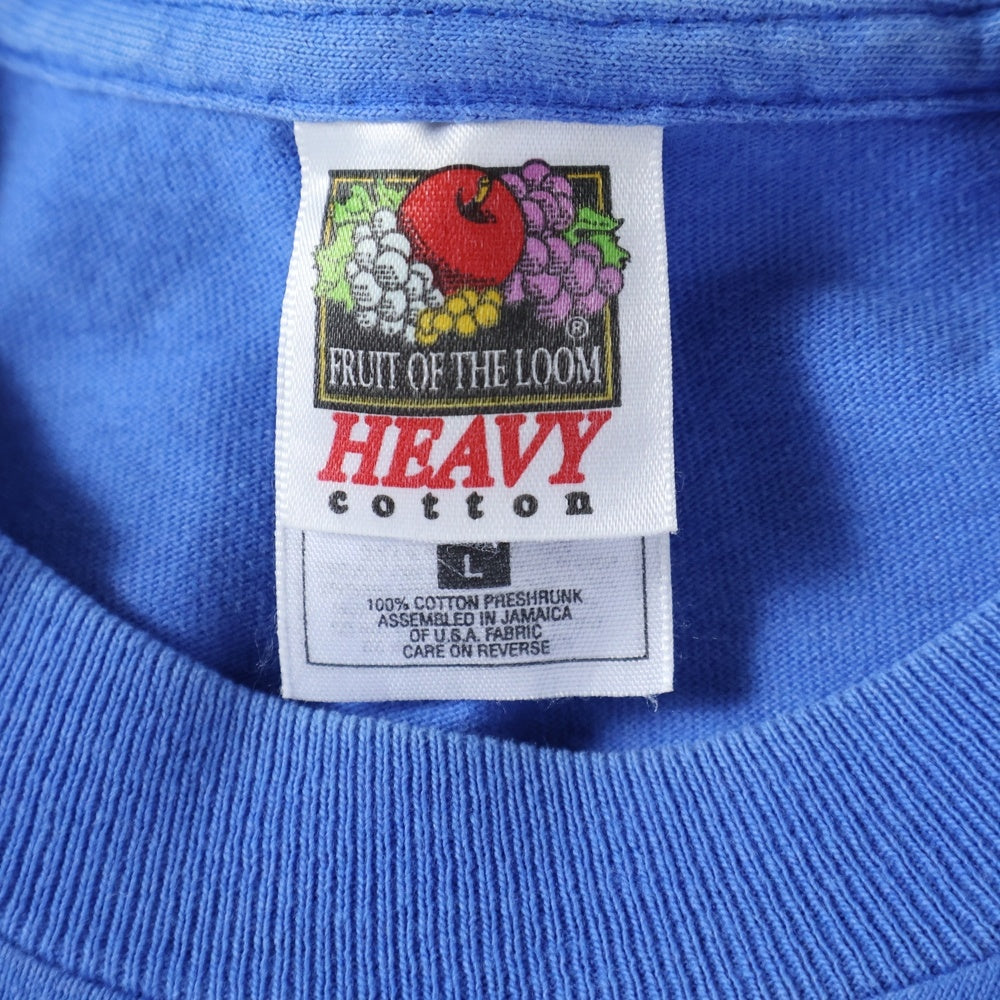 ®
FRUIT OF THE LOOM
HEAVY
cotton
L
100% COTTON PRESHRUNK
ASSEMBLED IN JAMAICA
OF U.S.A. FABRIC
CARE ON REVERSE